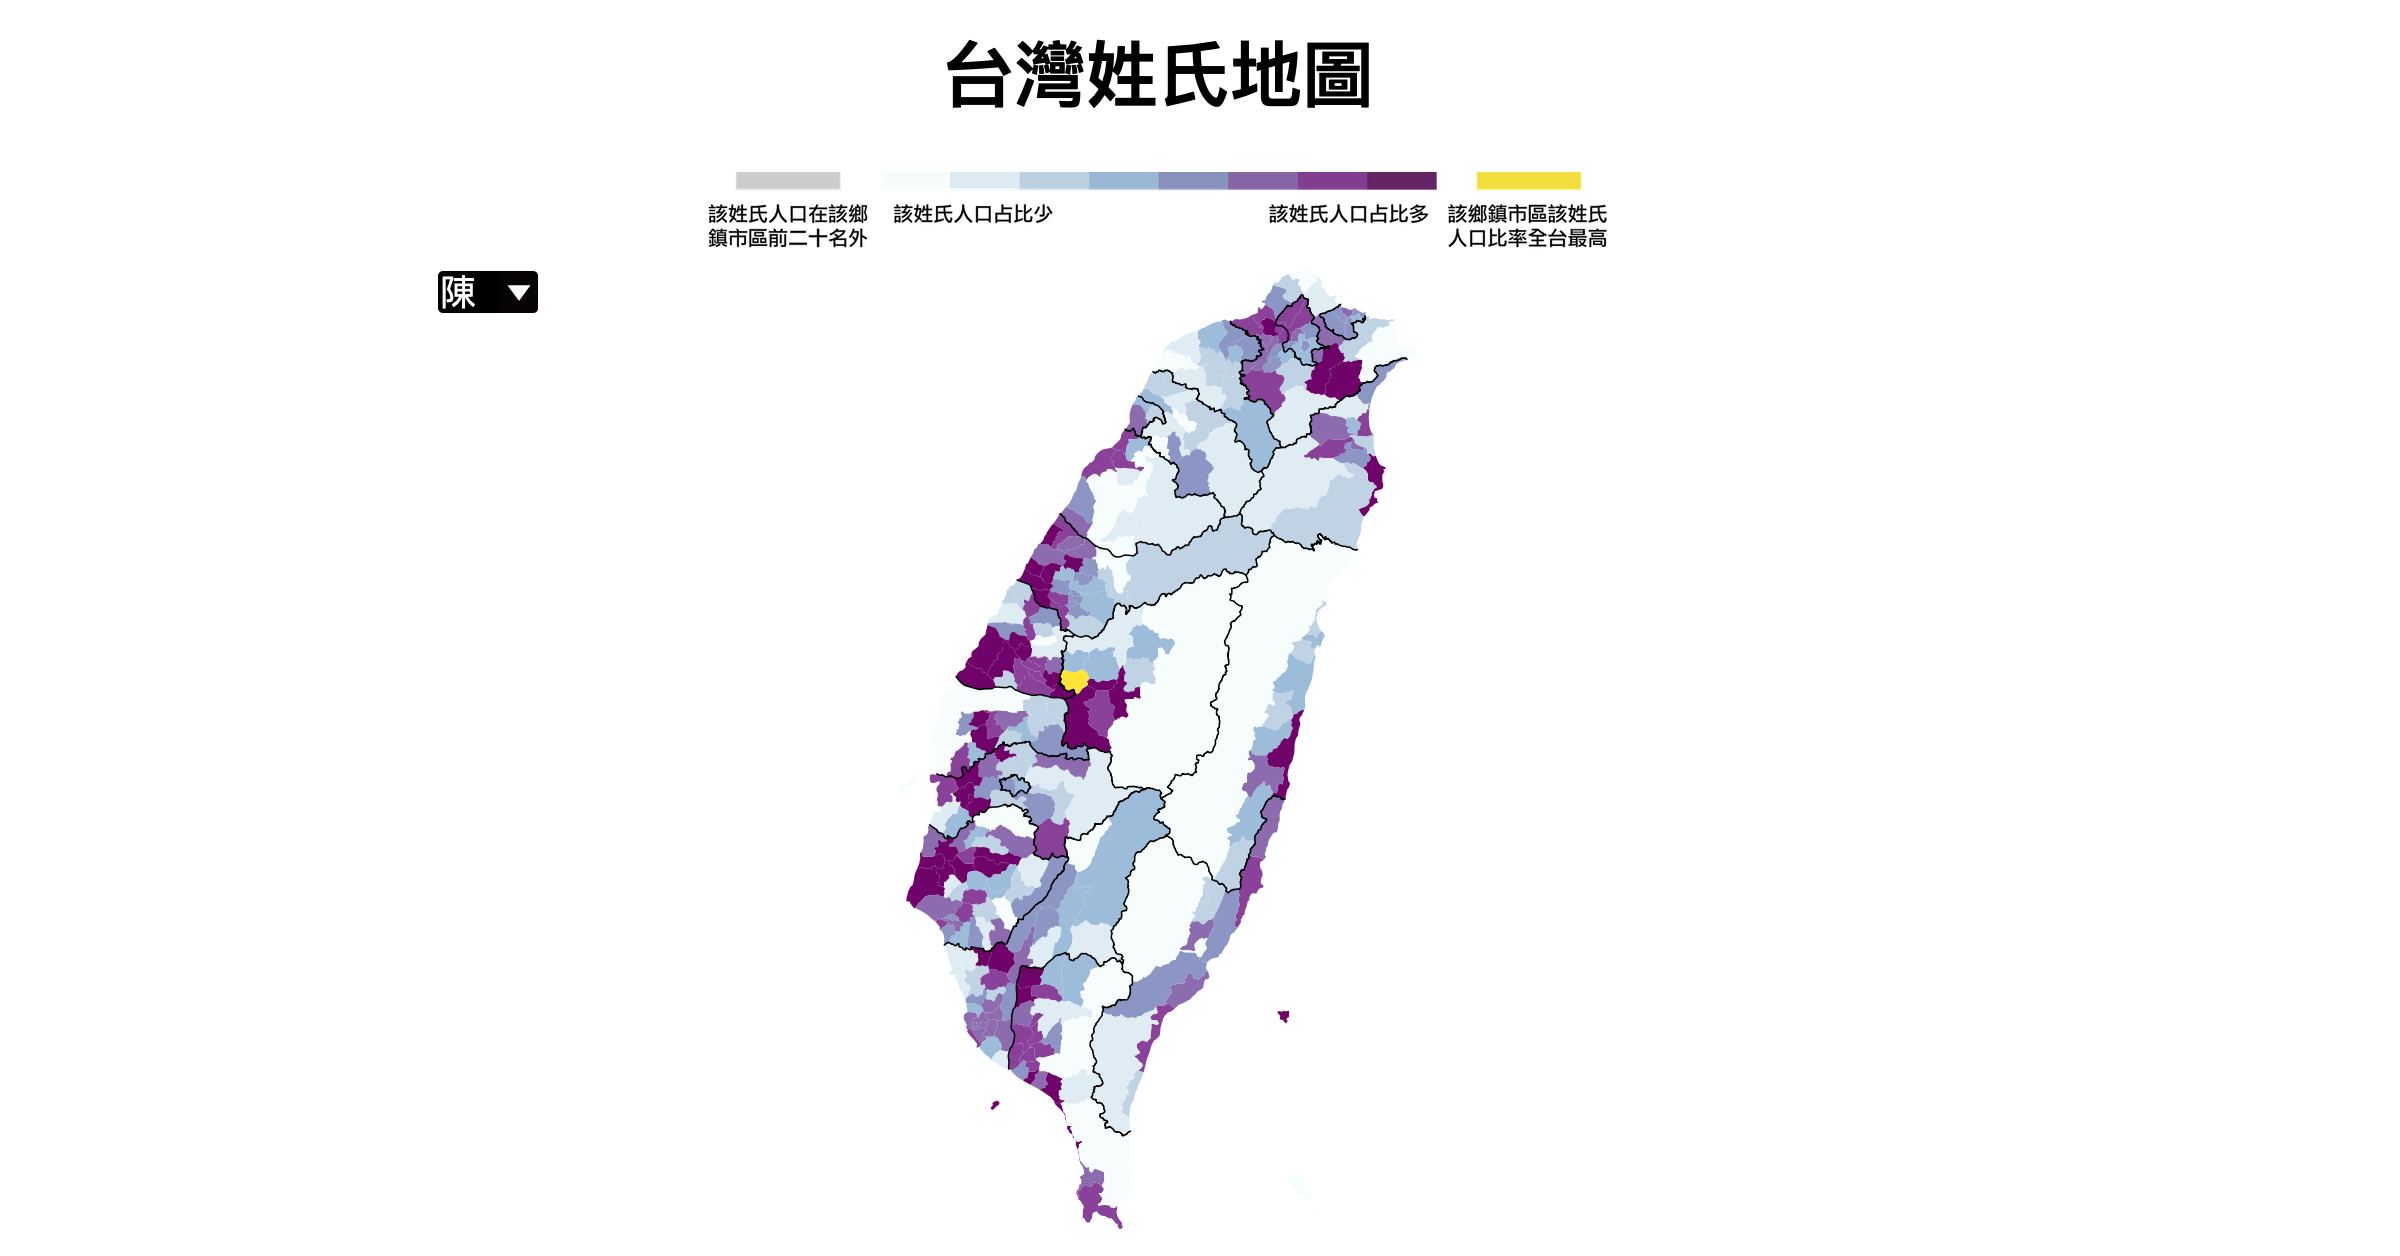 台灣姓氏地圖
該姓氏人口在該鄉
鎮市區前二十名外
該姓氏人口占比少
該姓氏人口占比多
該鄉鎮市區該姓氏
人口比率全台最高
陳